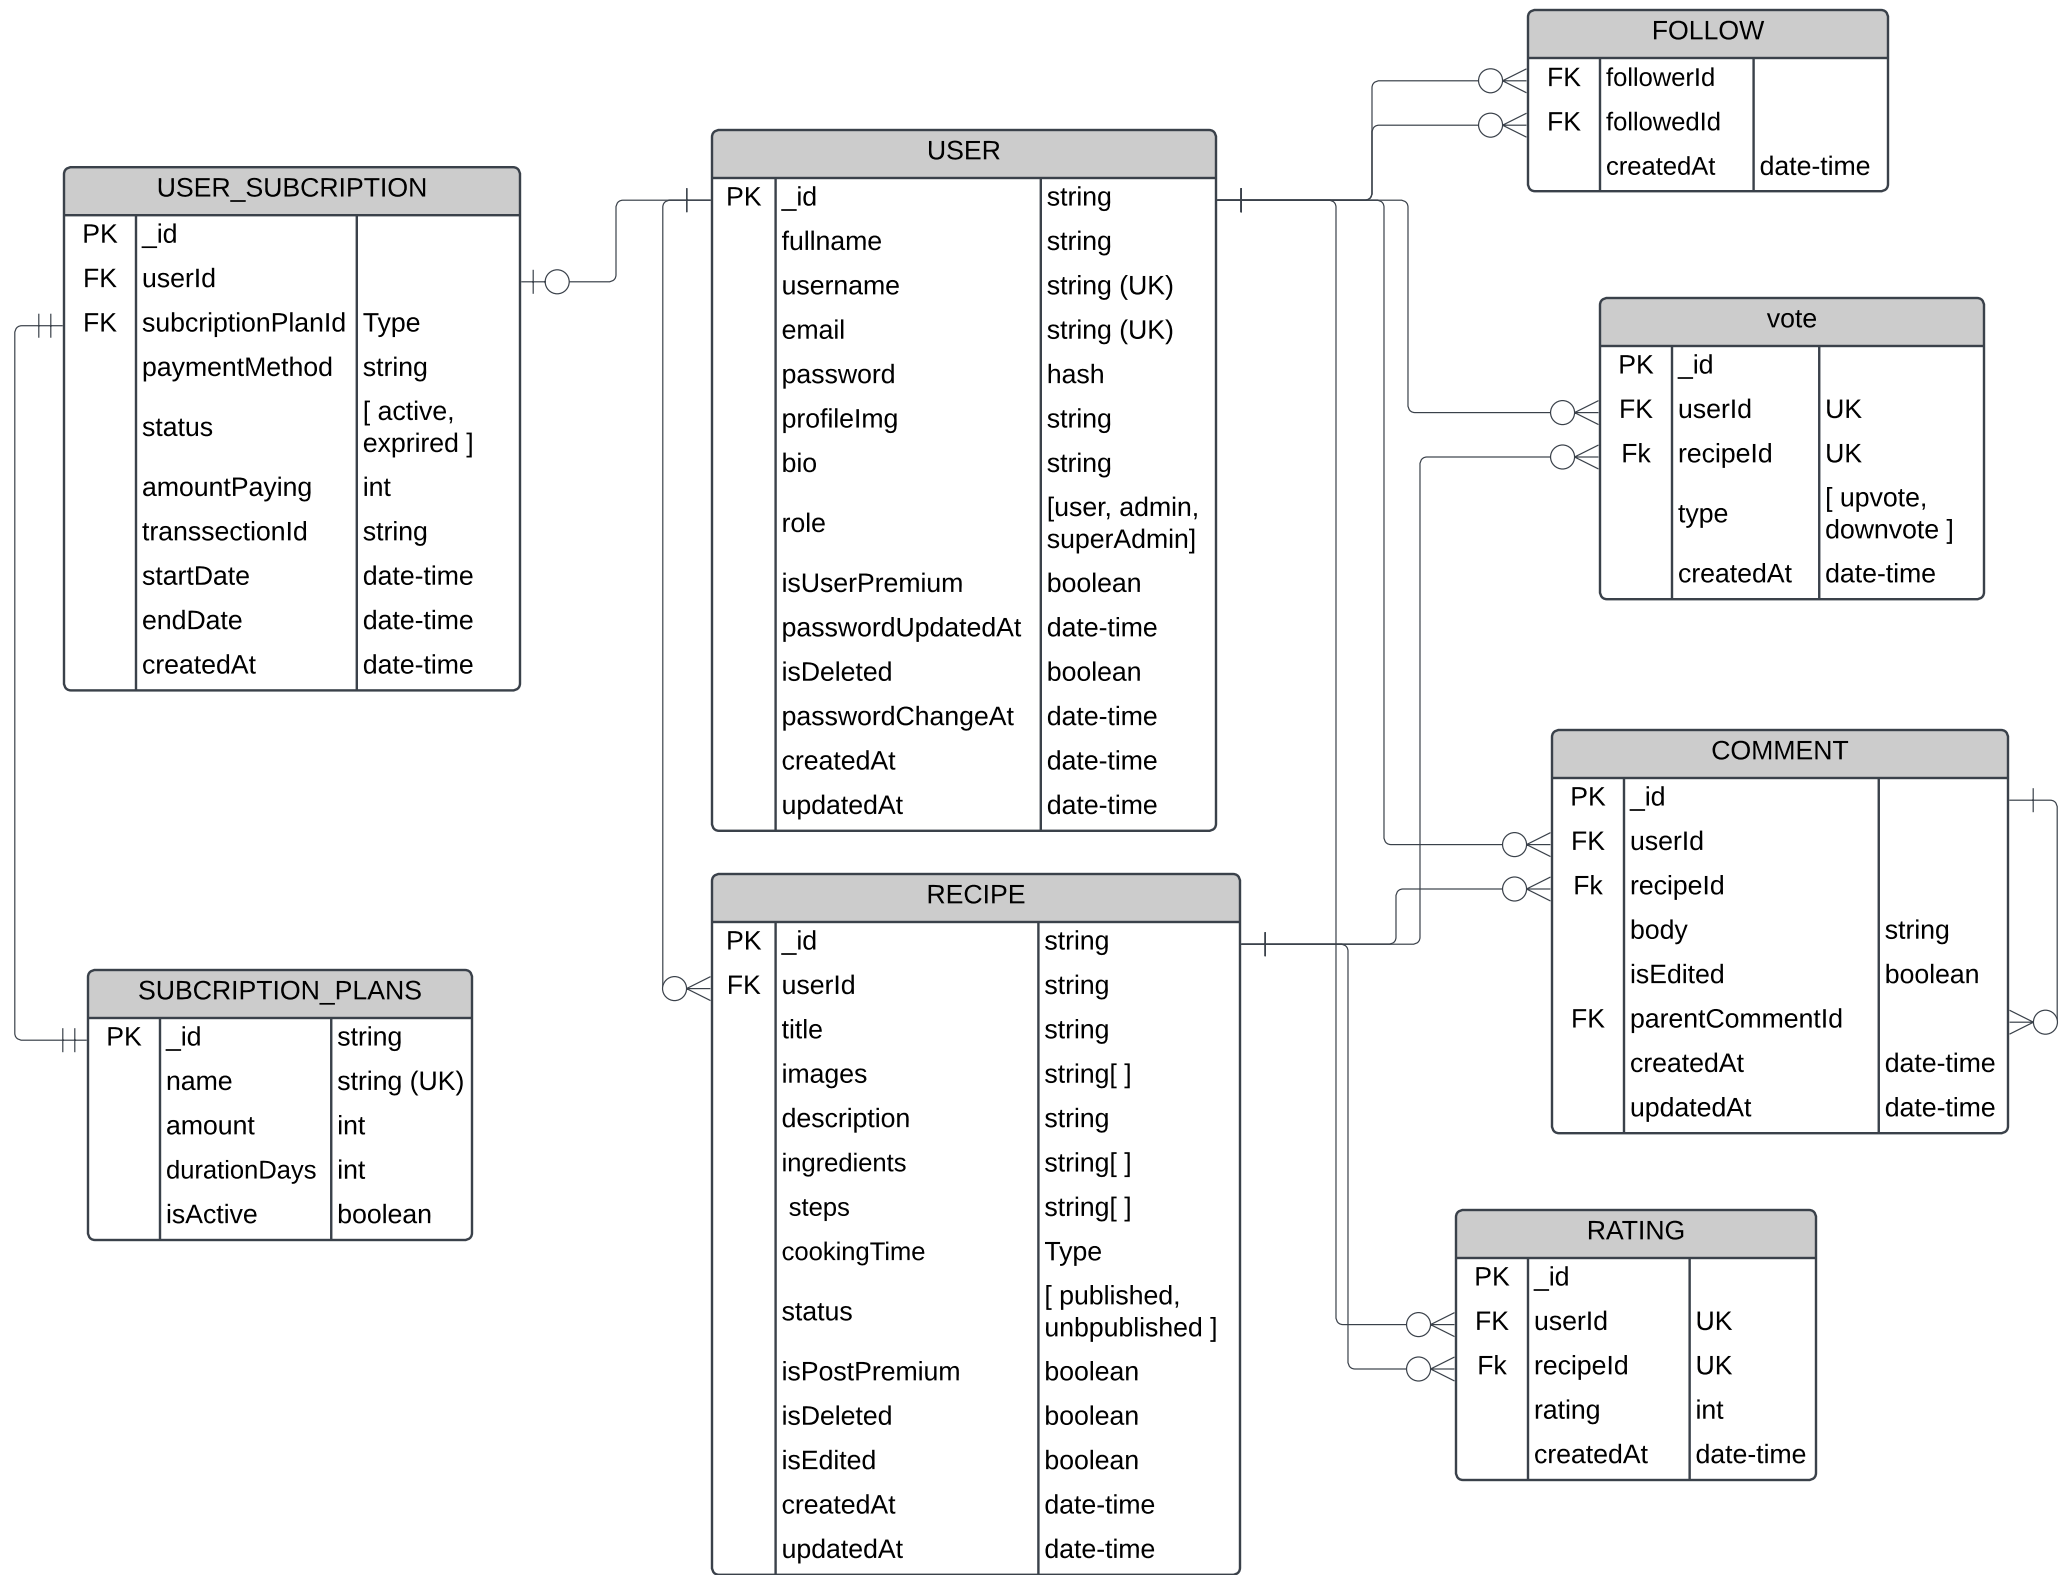 FOLLOW
FK followerId
FK followedId
createdAt date-time
USER
PK _id string
fullname string
username string (UK)
email string (UK)
password hash
profileImg string
bio string
role [user, admin,
superAdmin]
isUserPremium boolean
passwordUpdatedAt date-time
isDeleted boolean
passwordChangeAt date-time
createdAt date-time
updatedAt date-time
USER_SUBCRIPTION
PK _id
FK userId
FK subcriptionPlanId Type
paymentMethod string
status [ active,
exprired ]
amountPaying int
transsectionId string
startDate date-time
endDate date-time
createdAt date-time
vote
PK _id
FK userId UK
Fk recipeId UK
type [ upvote,
downvote ]
createdAt date-time
COMMENT
PK _id
FK userId
Fk recipeId
body string
isEdited boolean
FK parentCommentId
createdAt date-time
updatedAt date-time
RECIPE
PK _id string
FK userId string
title string
images string[ ]
description string
ingredients string[ ]
steps string[ ]
cookingTime Type
status [ published,
unbpublished ]
isPostPremium boolean
isDeleted boolean
isEdited boolean
createdAt date-time
updatedAt date-time
SUBCRIPTION_PLANS
PK _id string
name string (UK)
amount int
durationDays int
isActive boolean
RATING
PK _id
FK userId UK
Fk recipeId UK
rating int
createdAt date-time